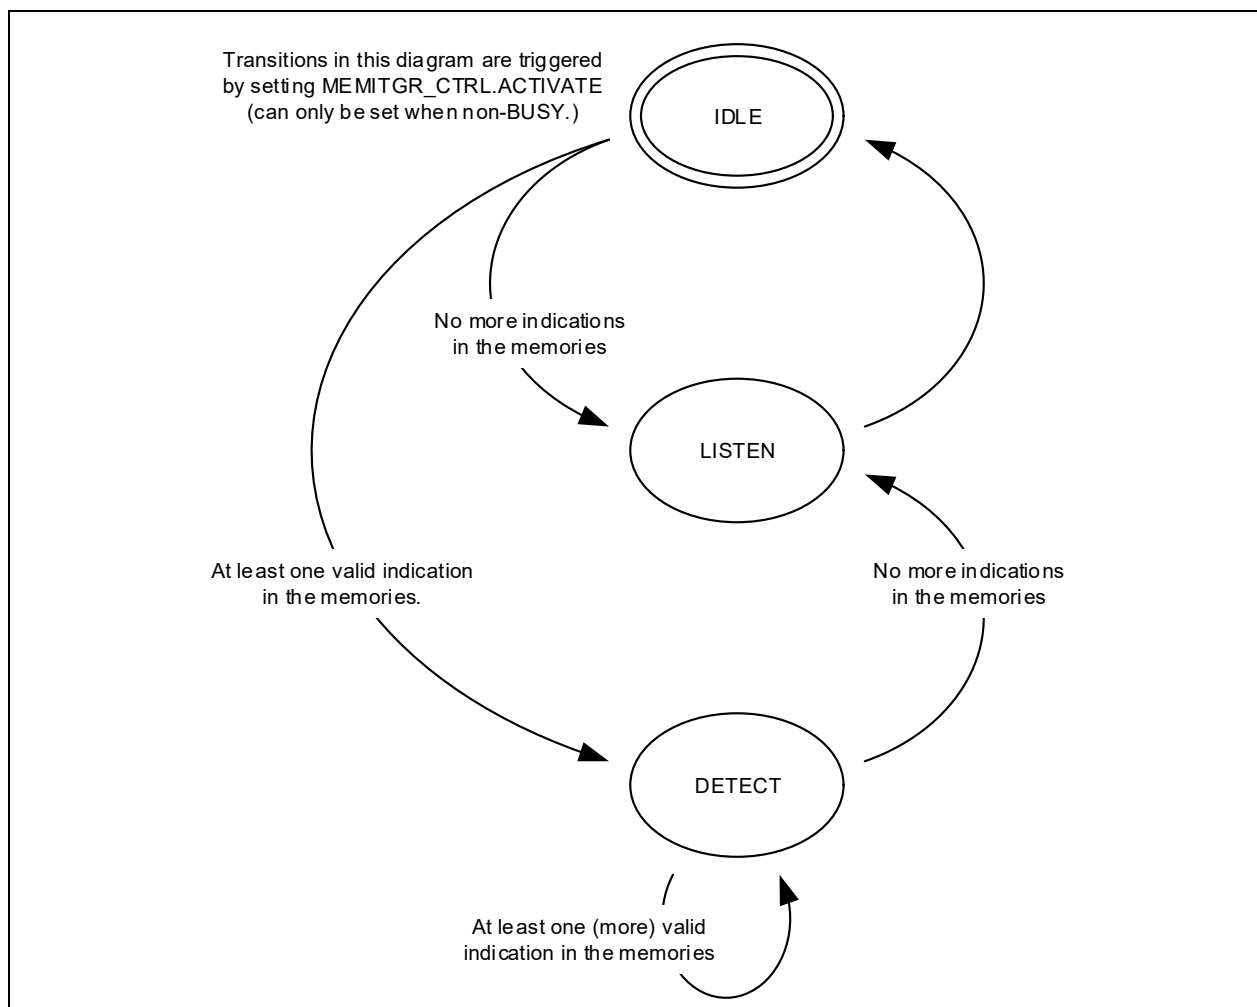 Transitions in this diagram are triggered
by setting MEMITGR_CTRL.ACTIVATE
(can only be set when non-BUSY.)
IDLE
No more indications
in the memories
LISTEN
At least one valid indication
in the memories.
No more indications
in the memories
DETECT
At least one (more) valid
indication in the memories